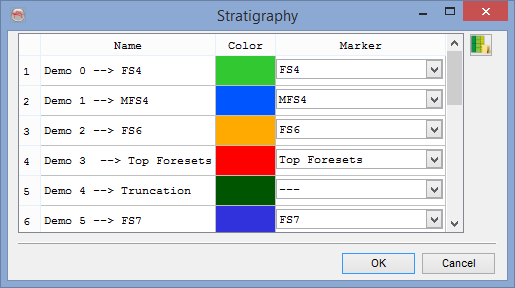 Stratigraphy
Name Color Marker
1 Demo 0 --> FS4 FS4
2 Demo 1 --> MFS4 MFS4
3 Demo 2 --> FS6 FS6
4 Demo 3 --> Top Foresets Top Foresets
5 Demo 4 --> Truncation ---
6 Demo 5 --> FS7 FS7
OK Cancel